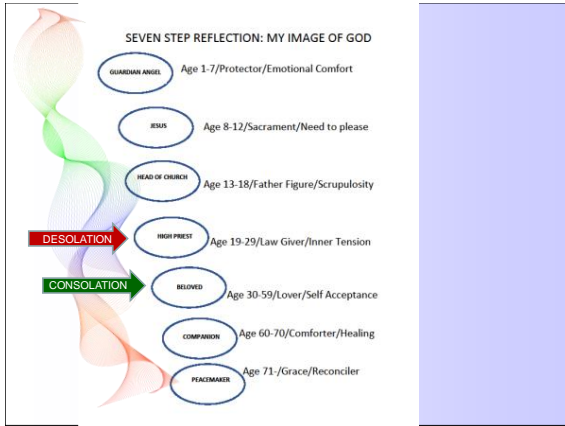 SEVEN STEP REFLECTION: MY IMAGE OF GOD
GUARDIAN ANGEL
Age 1-7/Protector/Emotional Comfort
JESUS
Age 8-12/Sacrament/Need to please
HEAD OF CHURCH
Age 13-18/Father Figure/Scrupulosity
DESOLATION
HIGH PRIEST
Age 19-29/Law Giver/Inner Tension
CONSOLATION
BELOVED
Age 30-59/Lover/Self Acceptance
COMPANION
Age 60-70/Comforter/Healing
PEACEMAKER
Age 71-/Grace/Reconciler